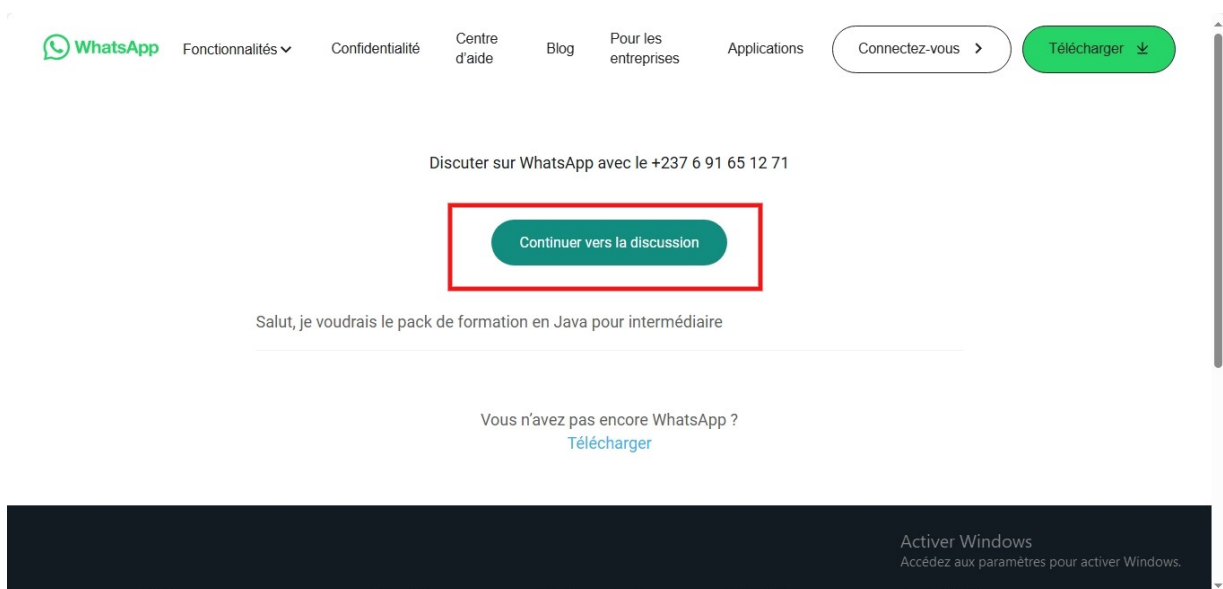 WhatsApp Fonctionnalités Confidentialité Centre d'aide Blog Pour les entreprises Applications Connectez-vous Télécharger
Discuter sur WhatsApp avec le +237 6 91 65 12 71
Continuer vers la discussion
Salut, je voudrais le pack de formation en Java pour intermédiaire
Vous n’avez pas encore WhatsApp ?
Télécharger
Activer Windows
Accédez aux paramètres pour activer Windows.